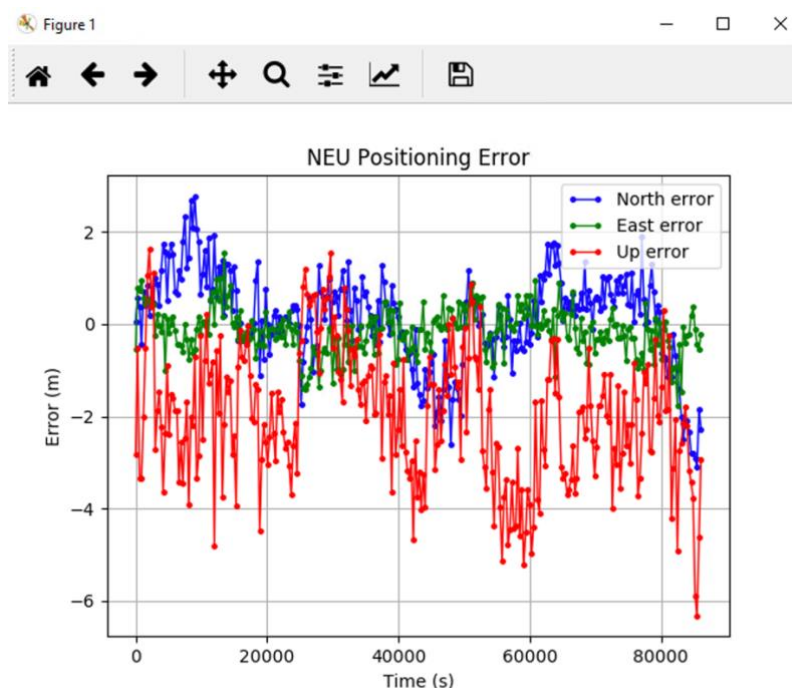 Figure 1
NEU Positioning Error
North error
East error
Up error
2
0
−2
−4
−6
Error (m)
0 20000 40000 60000 80000
Time (s)